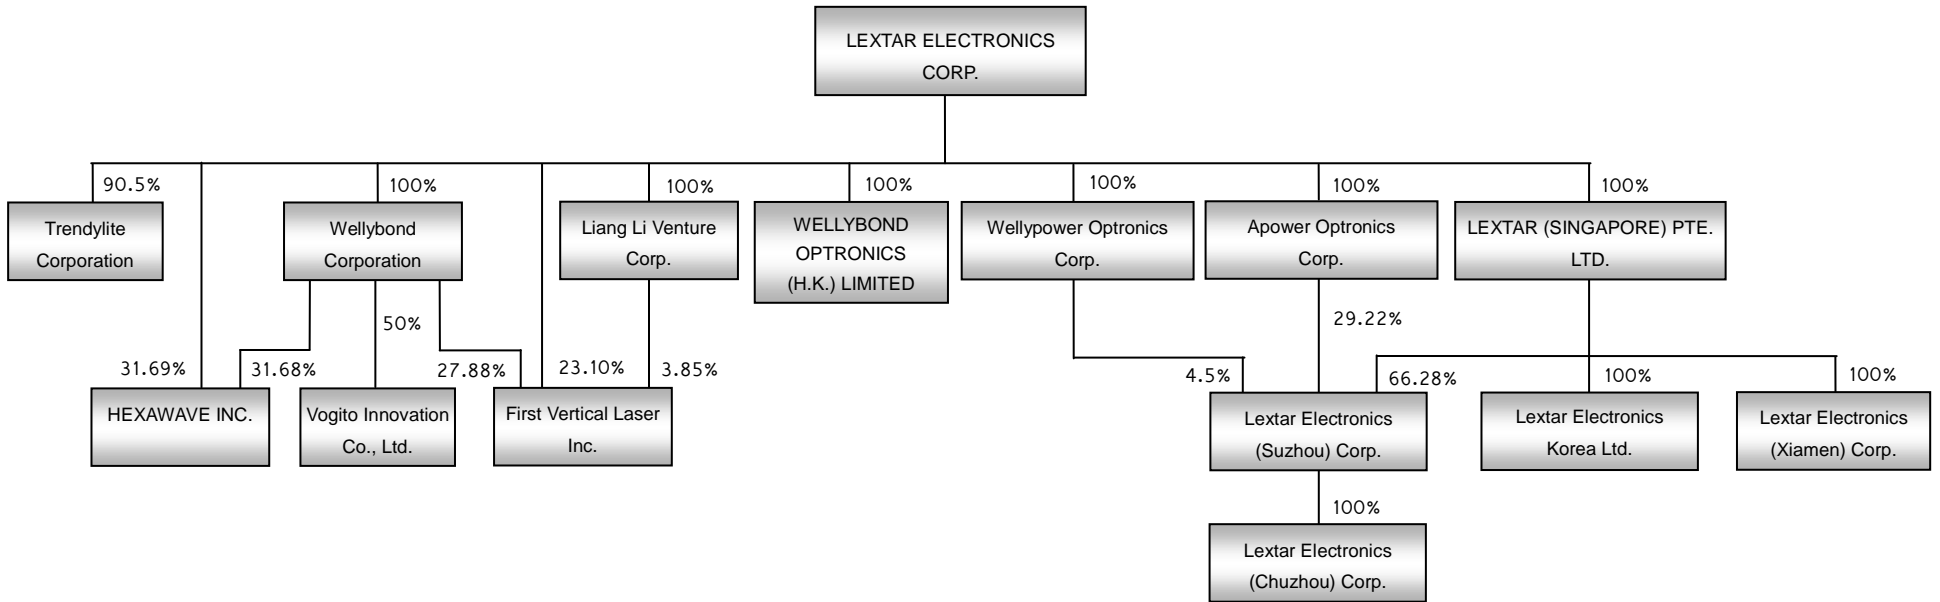 LEXTAR ELECTRONICS
CORP.
90.5%
100%
100%
100%
100%
100%
100%
Trendylite
Corporation
Wellybond
Corporation
Liang Li Venture
Corp.
WELLYBOND
OPTRONICS
(H.K.) LIMITED
Wellypower Optronics
Corp.
Apower Optronics
Corp.
LEXTAR (SINGAPORE) PTE.
LTD.
50%
29.22%
31.69%
31.68%
27.88%
23.10%
3.85%
4.5%
66.28%
100%
100%
HEXAWAVE INC.
Vogito Innovation
Co., Ltd.
First Vertical Laser
Inc.
Lextar Electronics
(Suzhou) Corp.
Lextar Electronics
Korea Ltd.
Lextar Electronics
(Xiamen) Corp.
100%
Lextar Electronics
(Chuzhou) Corp.